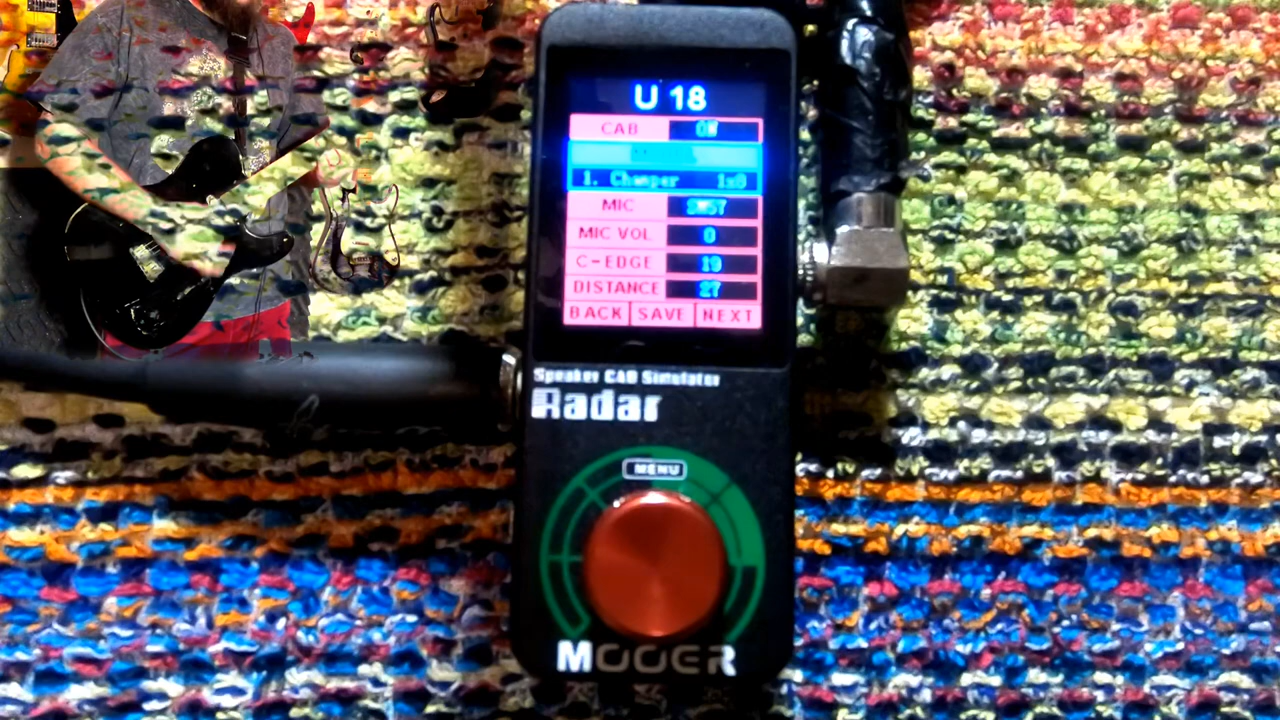 U 18
CAB
1. Champer 1x8
MIC
MIC VOL 0
C-EDGE 19
DISTANCE 27
BACK SAVE NEXT
Speaker CAB Simulator
Radar
MENU
MOOER